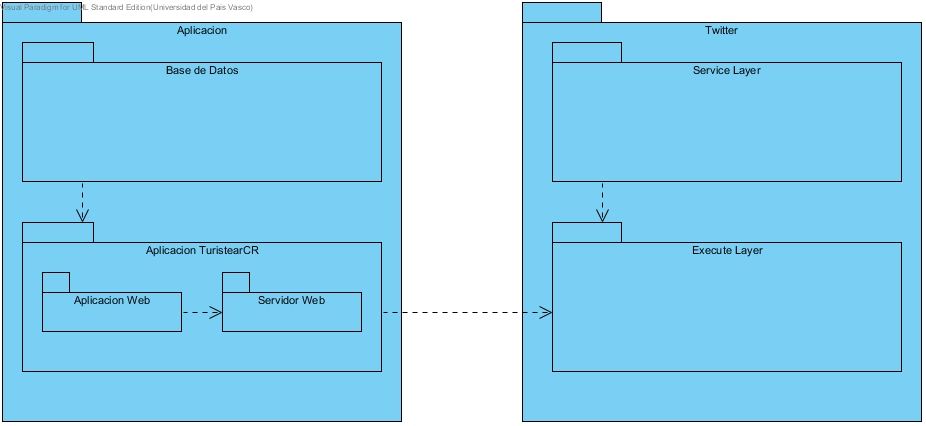 Visual Paradigm for UML Standard Edition(Universidad del Pais Vasco)
Aplicacion
Base de Datos
Aplicacion TuristearCR
Aplicacion Web
Servidor Web
Twitter
Service Layer
Execute Layer